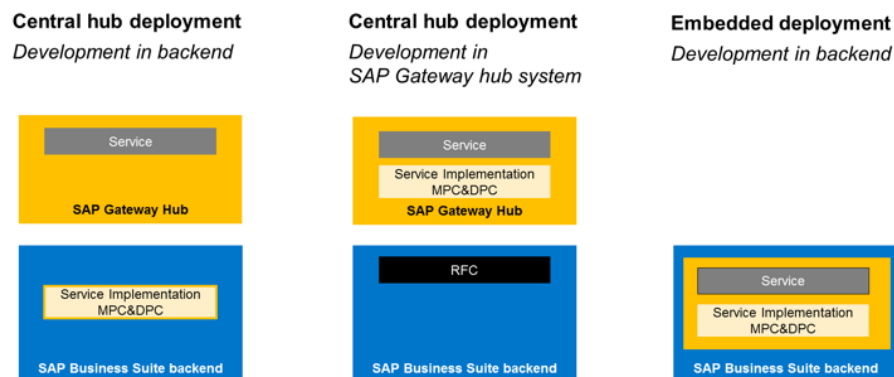 Central hub deployment
Development in backend
Service
SAP Gateway Hub
Service Implementation
MPC&DPC
SAP Business Suite backend
Central hub deployment
Development in
SAP Gateway hub system
Service
Service Implementation
MPC&DPC
SAP Gateway Hub
RFC
SAP Business Suite backend
Embedded deployment
Development in backend
Service
Service Implementation
MPC&DPC
SAP Business Suite backend